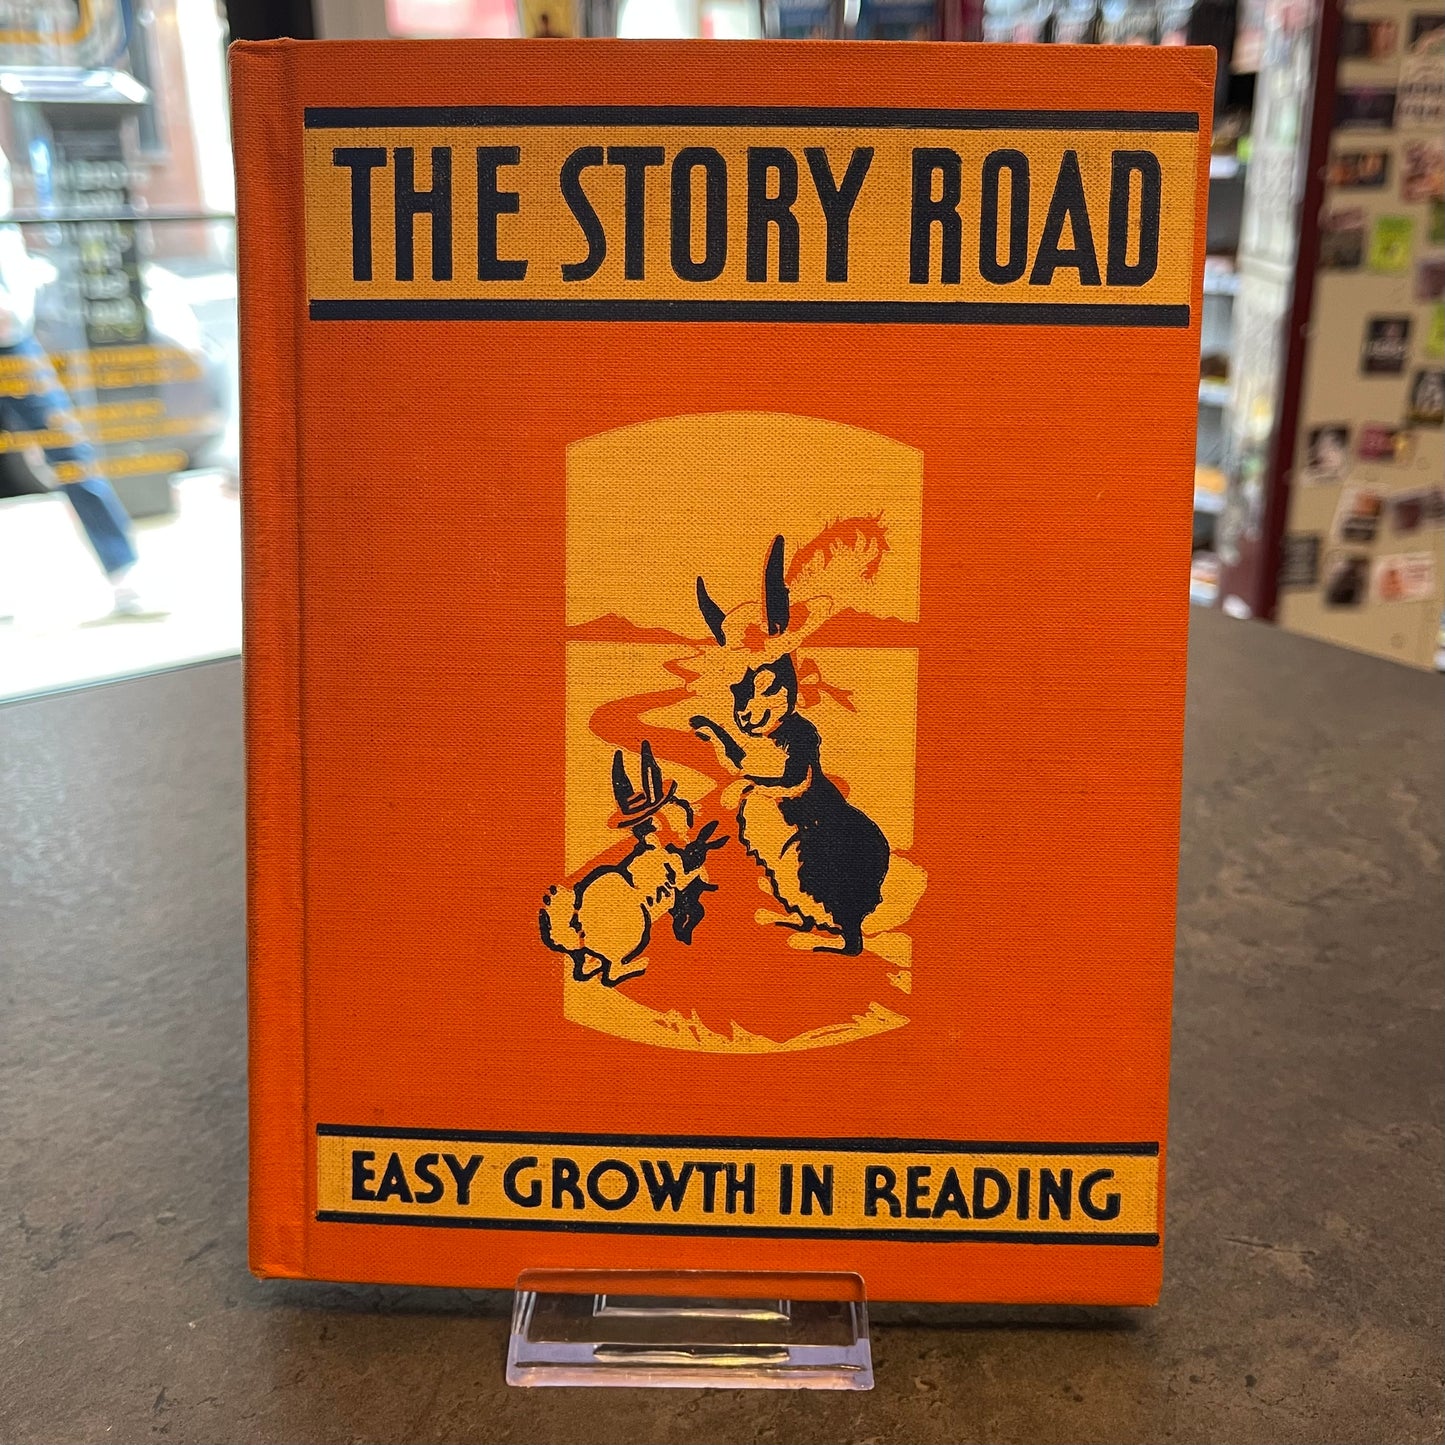 THE STORY ROAD
EASY GROWTH IN READING